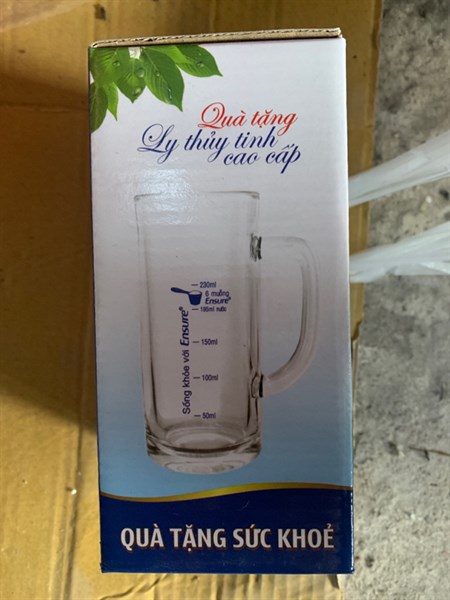 Quà tặng
Ly thủy tinh
cao cấp
230ml
6 muỗng
Ensure®
195ml nước
150ml
100ml
50ml
Sống khỏe với Ensure®
QUÀ TẶNG SỨC KHOẺ